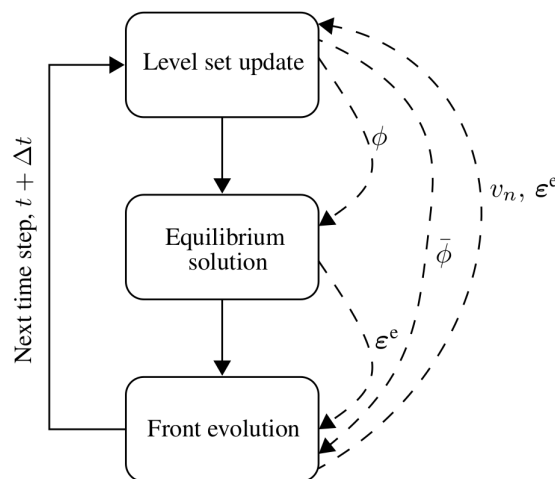 Level set update
ϕ
v_n, ε^e
Next time step, t + Δt
Equilibrium
solution
ϕ̄
ε^e
Front evolution